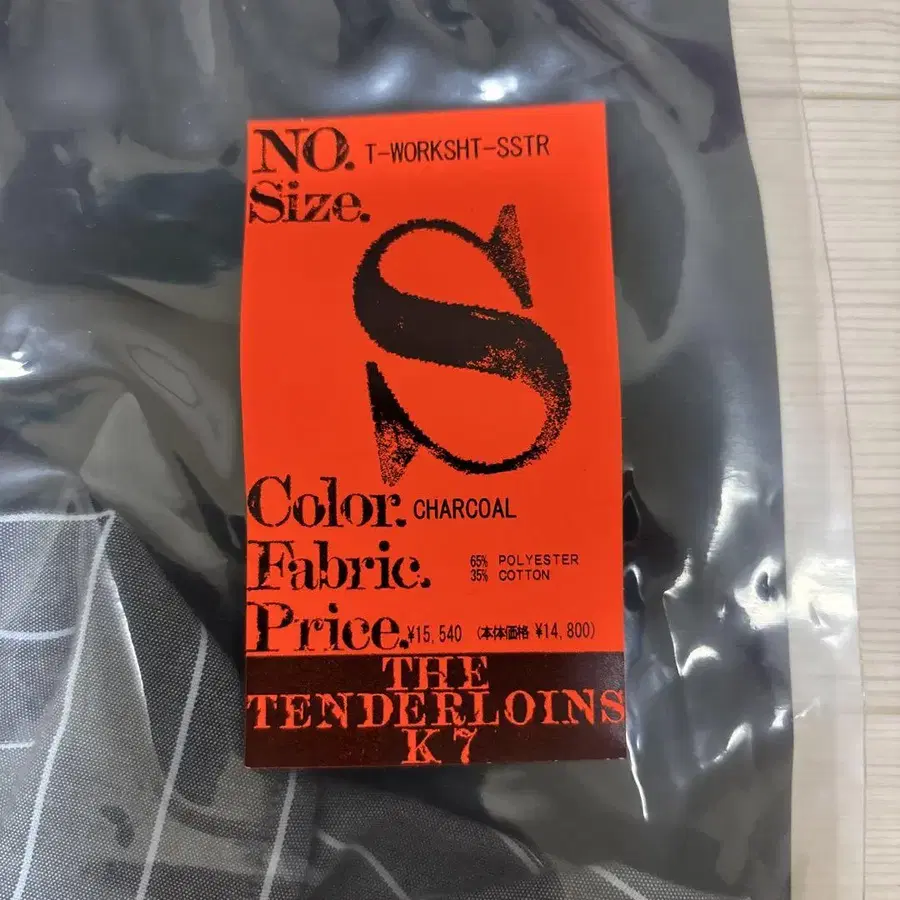 NO. T-WORKSHT-SSTR
Size.
S
Color. CHARCOAL
Fabric. 65% POLYESTER
35% COTTON
Price. ¥15,540 (本体価格 ¥14,800)
THE
TENDERLOINS
K7